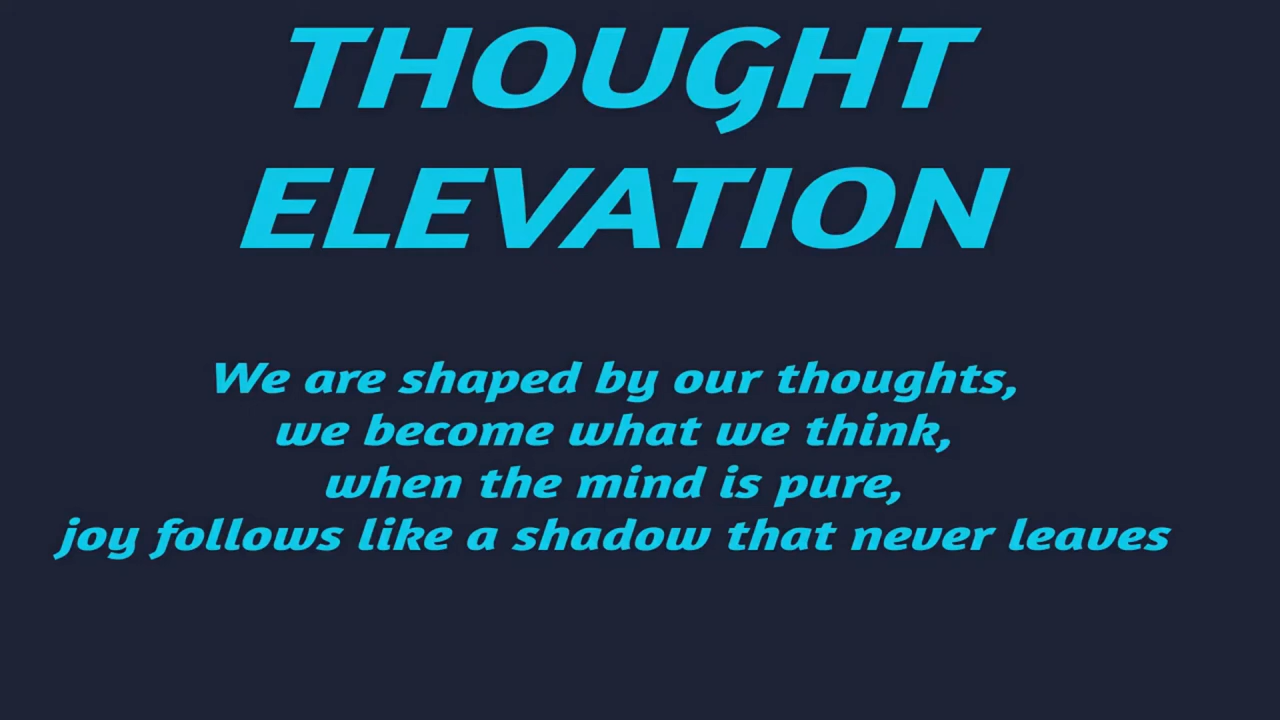 THOUGHT
ELEVATION
We are shaped by our thoughts,
we become what we think,
when the mind is pure,
joy follows like a shadow that never leaves